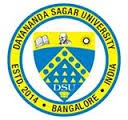 DAYANANDA SAGAR UNIVERSITY
DSU
ESTD. 2014 • BANGALORE • INDIA